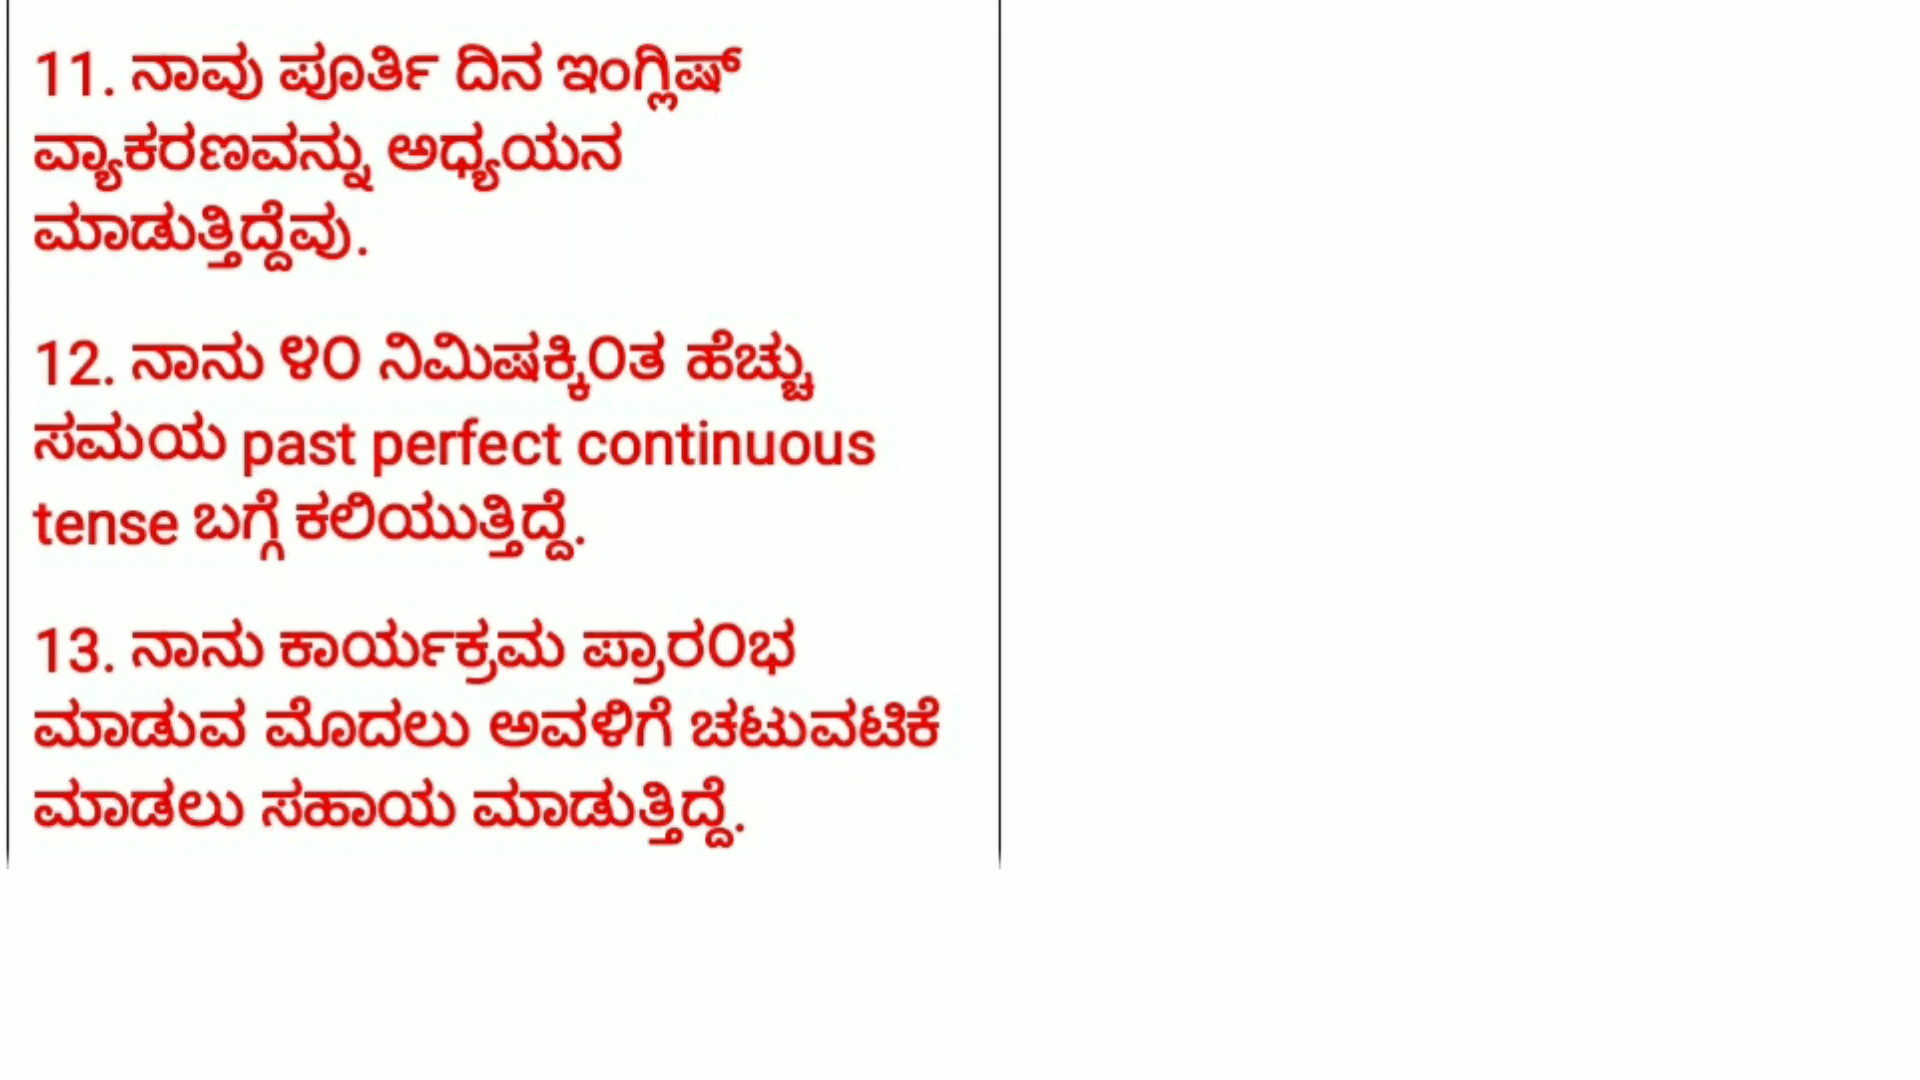 11. ನಾವು ಪೂರ್ತಿ ದಿನ ಇಂಗ್ಲಿಷ್
ವ್ಯಾಕರಣವನ್ನು ಅಧ್ಯಯನ
ಮಾಡುತ್ತಿದ್ದೆವು.
12. ನಾನು ೪೦ ನಿಮಿಷಕ್ಕಿಂತ ಹೆಚ್ಚು
ಸಮಯ past perfect continuous
tense ಬಗ್ಗೆ ಕಲಿಯುತ್ತಿದ್ದೆ.
13. ನಾನು ಕಾರ್ಯಕ್ರಮ ಪ್ರಾರಂಭ
ಮಾಡುವ ಮೊದಲು ಅವಳಿಗೆ ಚಟುವಟಿಕೆ
ಮಾಡಲು ಸಹಾಯ ಮಾಡುತ್ತಿದ್ದೆ.